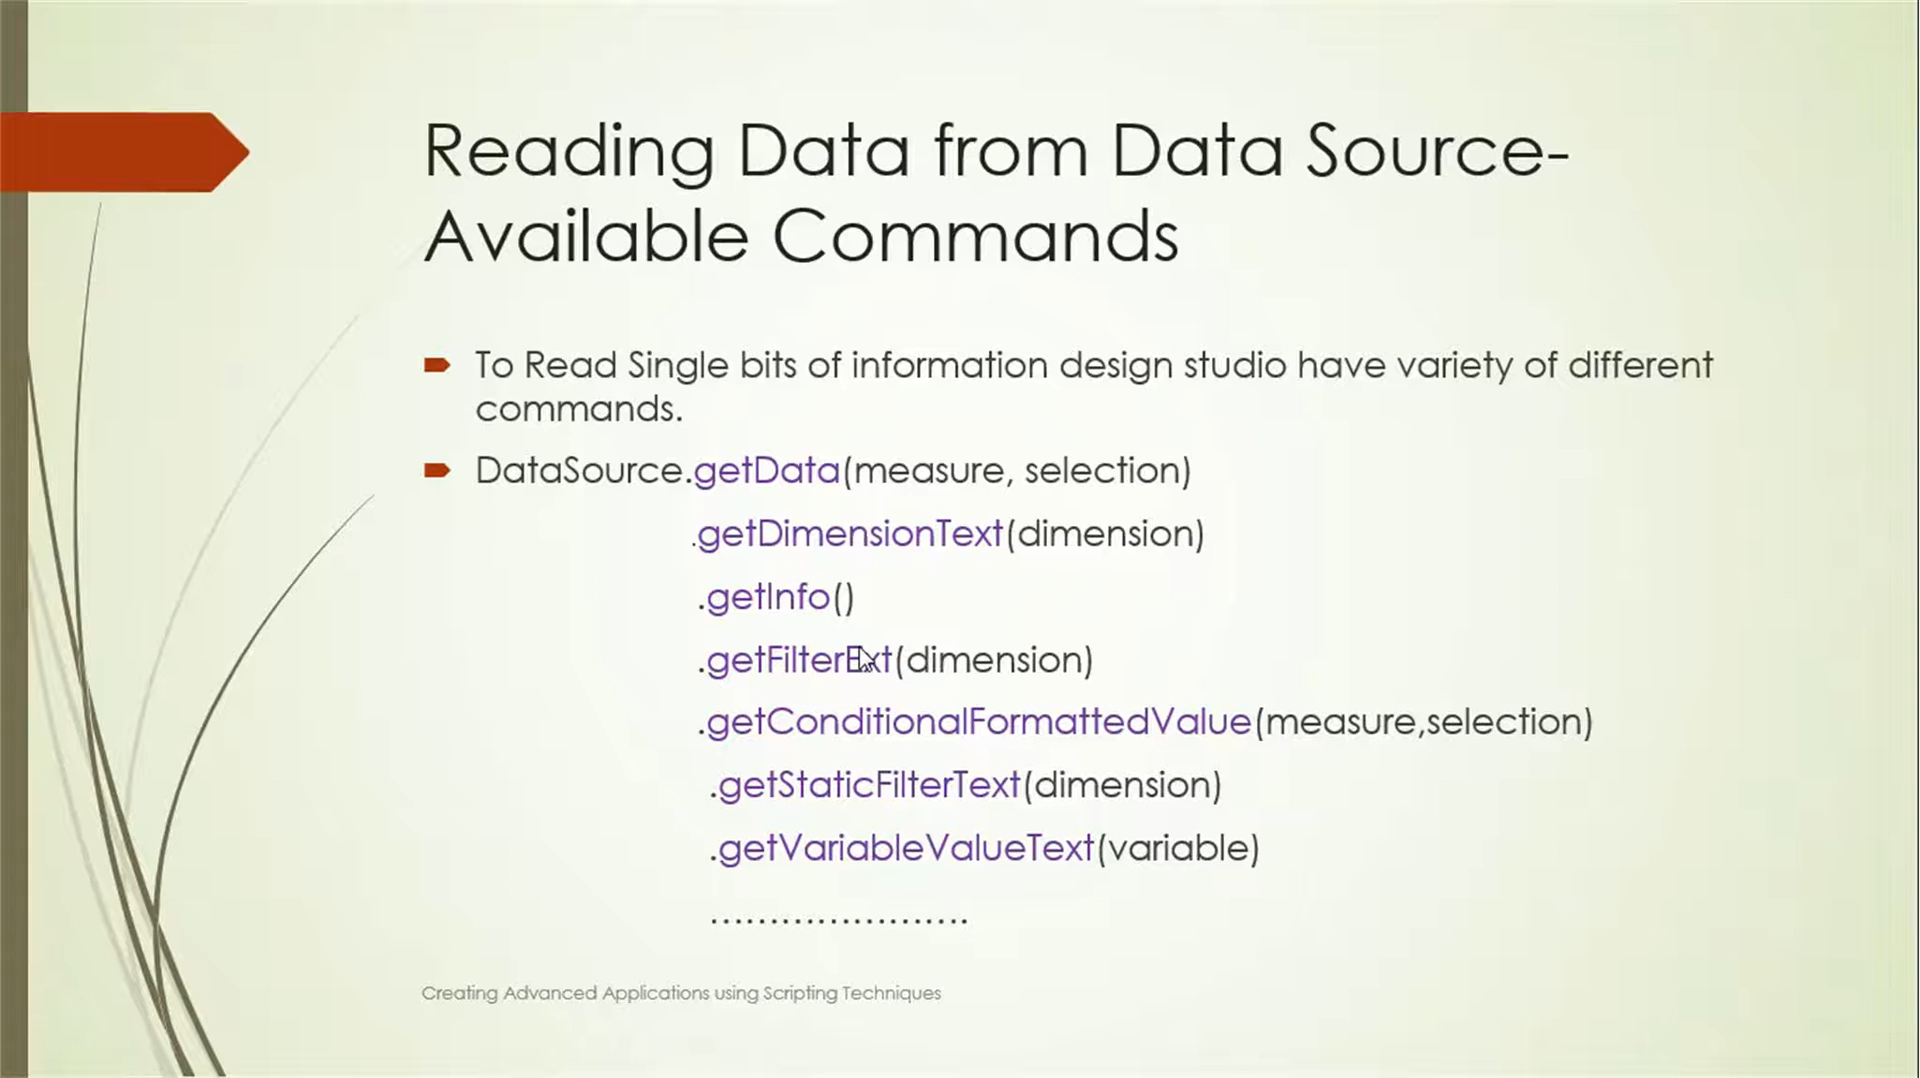 Reading Data from Data Source-
Available Commands
To Read Single bits of information design studio have variety of different
commands.
DataSource.getData(measure, selection)
.getDimensionText(dimension)
.getInfo()
.getFilterExt(dimension)
.getConditionalFormattedValue(measure,selection)
.getStaticFilterText(dimension)
.getVariableValueText(variable)
......................
Creating Advanced Applications using Scripting Techniques